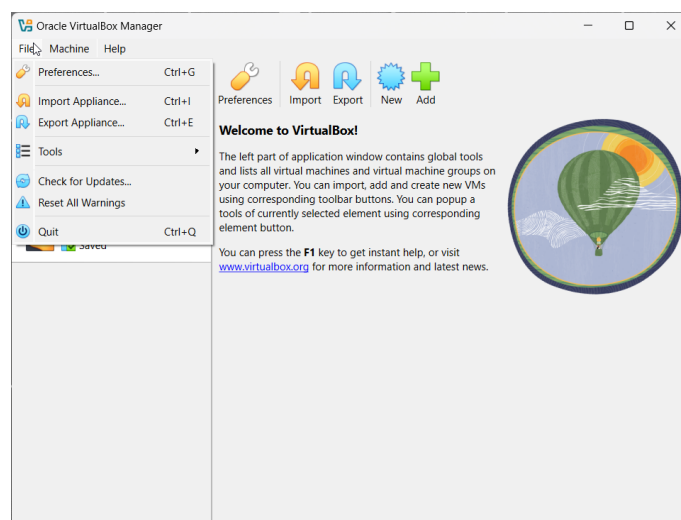 Oracle VirtualBox Manager
File Machine Help
Preferences... Ctrl+G
Import Appliance... Ctrl+I
Export Appliance... Ctrl+E
Tools
Check for Updates...
Reset All Warnings
Quit Ctrl+Q
Saved
Preferences Import Export New Add
Welcome to VirtualBox!
The left part of application window contains global tools
and lists all virtual machines and virtual machine groups on
your computer. You can import, add and create new VMs
using corresponding toolbar buttons. You can popup a
tools of currently selected element using corresponding
element button.
You can press the F1 key to get instant help, or visit
www.virtualbox.org for more information and latest news.